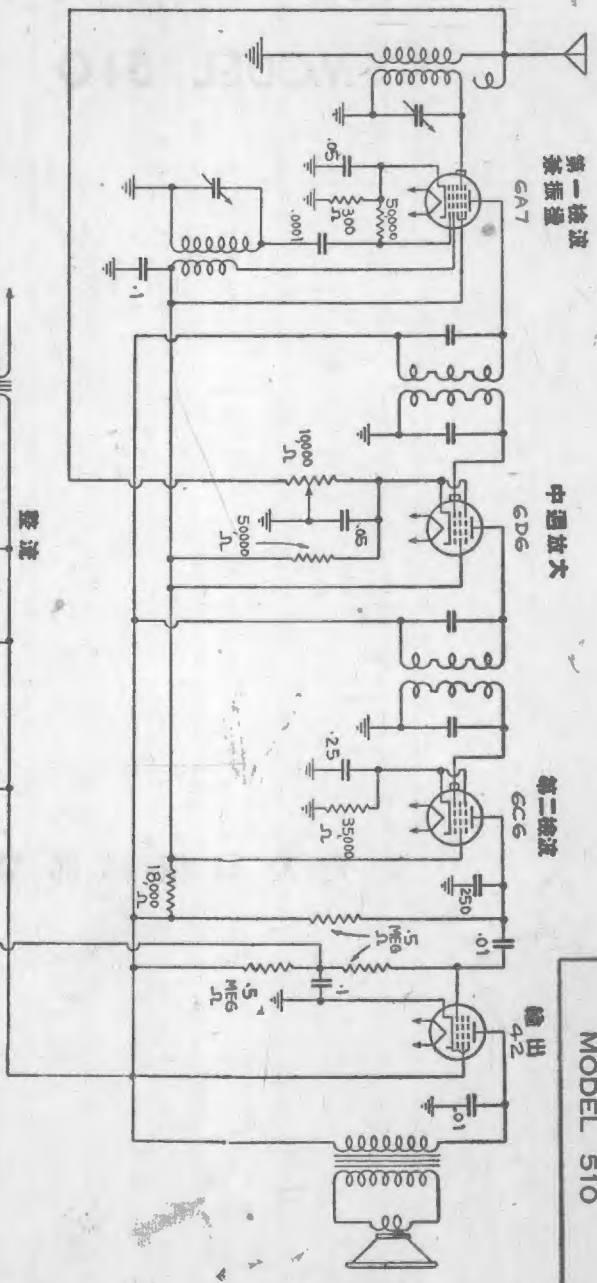 MODEL 510
第一檢波
兼振盪
6A7
.05
300
Ω
50000
.0001
.1
中週放大
6D6
10000
Ω
.05
50000
Ω
第二檢波
6C6
.25
35000
Ω
250
18000
Ω
.01
.5
MEG
Ω
.5
MEG
Ω
.1
輸出
42
.01
整流